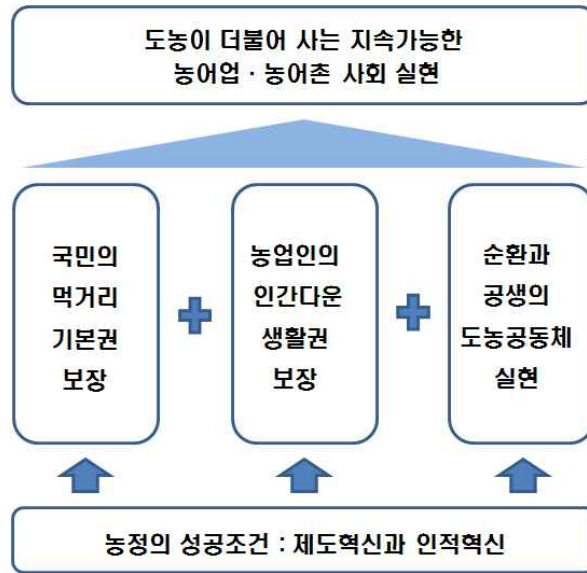 도농이 더불어 사는 지속가능한
농어업 · 농어촌 사회 실현
국민의
먹거리
기본권
보장
농업인의
인간다운
생활권
보장
순환과
공생의
도농공동체
실현
농정의 성공조건 : 제도혁신과 인적혁신